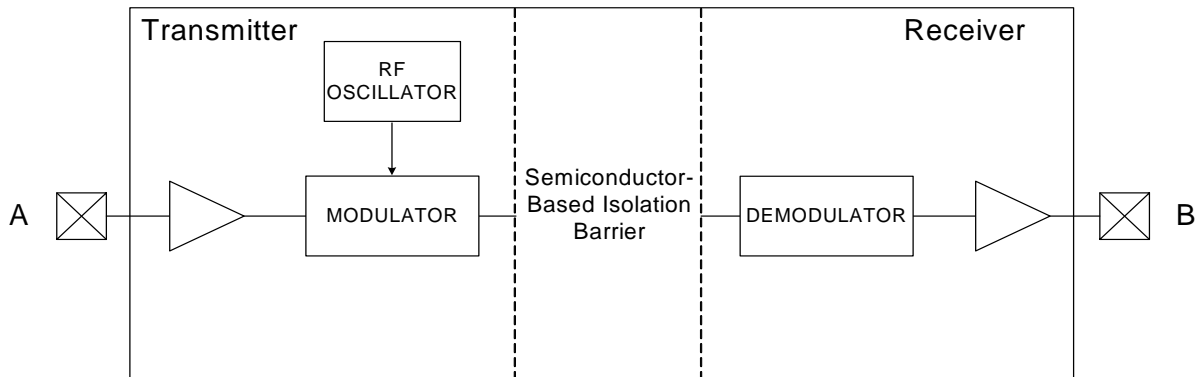 Transmitter
Receiver
RF
OSCILLATOR
A
MODULATOR
Semiconductor-
Based Isolation
Barrier
DEMODULATOR
B